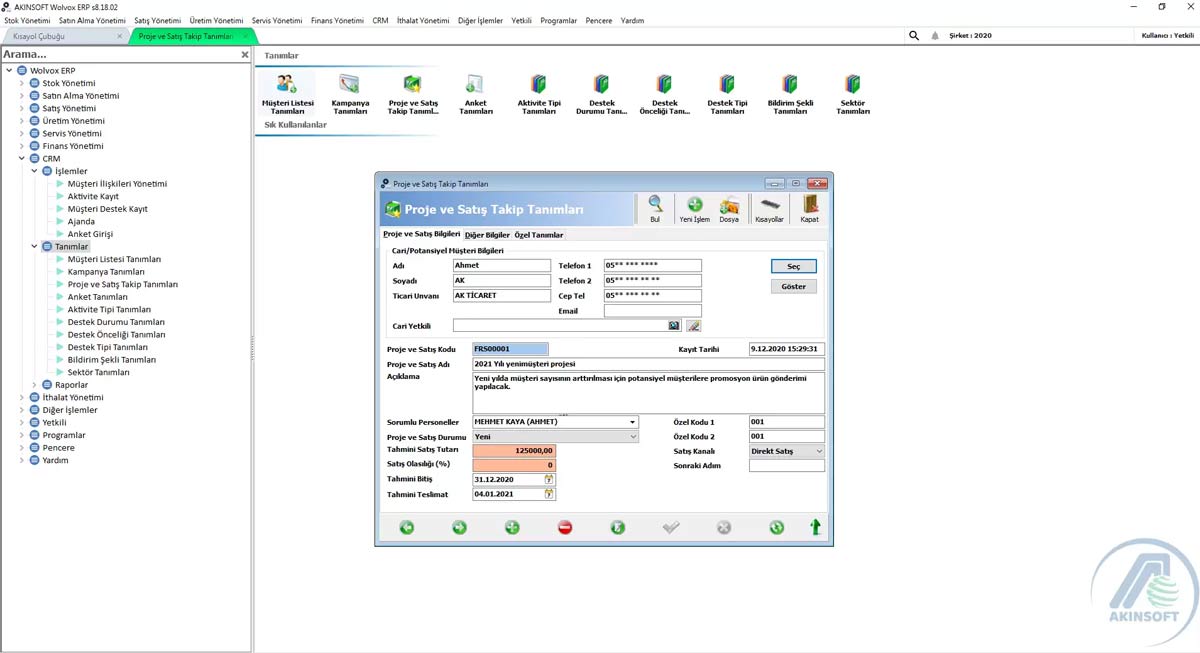 AKINSOFT Wolvox ERP s8.18.02
Stok Yönetimi Satın Alma Yönetimi Satış Yönetimi Üretim Yönetimi Servis Yönetimi Finans Yönetimi CRM İthalat Yönetimi Diğer İşlemler Yetkili Programlar Pencere Yardım
Kısayol Çubuğu Proje ve Satış Takip Tanımları Şirket : 2020 Kullanıcı : Yetkili
Arama...
Wolvox ERP
Stok Yönetimi
Satın Alma Yönetimi
Satış Yönetimi
Üretim Yönetimi
Servis Yönetimi
Finans Yönetimi
CRM
İşlemler
Müşteri İlişkileri Yönetimi
Aktivite Kayıt
Müşteri Destek Kayıt
Ajanda
Anket Girişi
Tanımlar
Müşteri Listesi Tanımları
Kampanya Tanımları
Proje ve Satış Takip Tanımları
Anket Tanımları
Aktivite Tipi Tanımları
Destek Durumu Tanımları
Destek Önceliği Tanımları
Destek Tipi Tanımları
Bildirim Şekli Tanımları
Sektör Tanımları
Raporlar
İthalat Yönetimi
Diğer İşlemler
Yetkili
Programlar
Pencere
Yardım
Tanımlar
Müşteri Listesi Tanımları
Kampanya Tanımları
Proje ve Satış Takip Tanıml...
Anket Tanımları
Aktivite Tipi Tanımları
Destek Durumu Tanı...
Destek Önceliği Tanı...
Destek Tipi Tanımları
Bildirim Şekli Tanımları
Sektör Tanımları
Sık Kullanılanlar
Proje ve Satış Takip Tanımları
Proje ve Satış Takip Tanımları
Bul Yeni İşlem Dosya Kısayollar Kapat
Proje ve Satış Bilgileri Diğer Bilgiler Özel Tanımlar
Cari/Potansiyel Müşteri Bilgileri
Adı Ahmet Telefon 1 05** *** **** Seç
Soyadı AK Telefon 2 05** *** ** ** Göster
Ticari Unvanı AK TİCARET Cep Tel 05** *** ** **
Email
Cari Yetkili
Proje ve Satış Kodu FRS00001 Kayıt Tarihi 9.12.2020 15:29:31
Proje ve Satış Adı 2021 Yılı yenimüşteri projesi
Açıklama Yeni yılda müşteri sayısının arttırılması için potansiyel müşterilere promosyon ürün gönderimi
yapılacak.
Sorumlu Personeller MEHMET KAYA (AHMET) Özel Kodu 1 001
Proje ve Satış Durumu Yeni Özel Kodu 2 001
Tahmini Satış Tutarı 125000,00 Satış Kanalı Direkt Satış
Satış Olasılığı (%) 0 Sonraki Adım
Tahmini Bitiş 31.12.2020
Tahmini Teslimat 04.01.2021
AKINSOFT